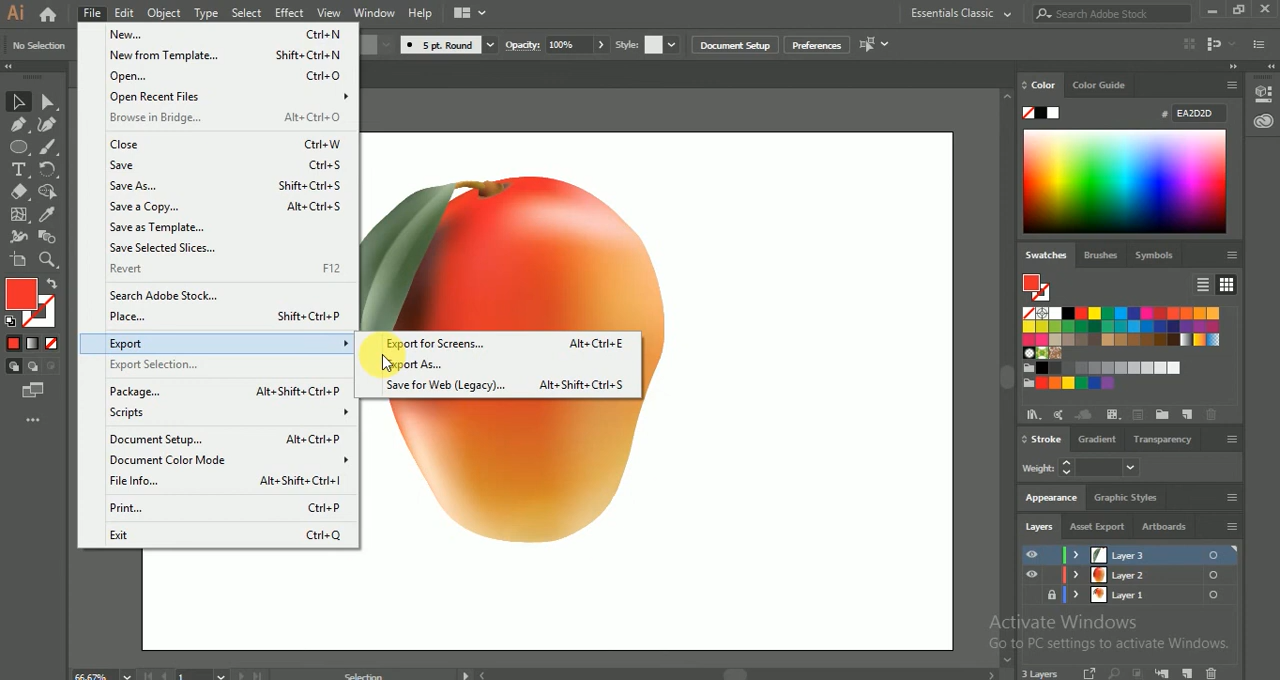 Ai
File Edit Object Type Select Effect View Window Help
Essentials Classic
Search Adobe Stock
No Selection
5 pt. Round
Opacity: 100%
Style:
Document Setup
Preferences
New... Ctrl+N
New from Template... Shift+Ctrl+N
Open... Ctrl+O
Open Recent Files
Browse in Bridge... Alt+Ctrl+O
Close Ctrl+W
Save Ctrl+S
Save As... Shift+Ctrl+S
Save a Copy... Alt+Ctrl+S
Save as Template...
Save Selected Slices...
Revert F12
Search Adobe Stock...
Place... Shift+Ctrl+P
Export
Export Selection...
Package... Alt+Shift+Ctrl+P
Scripts
Document Setup... Alt+Ctrl+P
Document Color Mode
File Info... Alt+Shift+Ctrl+I
Print... Ctrl+P
Exit Ctrl+Q
Export for Screens... Alt+Ctrl+E
Export As...
Save for Web (Legacy)... Alt+Shift+Ctrl+S
Color Color Guide
# EA2D2D
Swatches Brushes Symbols
Stroke Gradient Transparency
Weight:
Appearance Graphic Styles
Layers Asset Export Artboards
Layer 3
Layer 2
Layer 1
Activate Windows
Go to PC settings to activate Windows.
3 Layers
66.67% 1 Selection